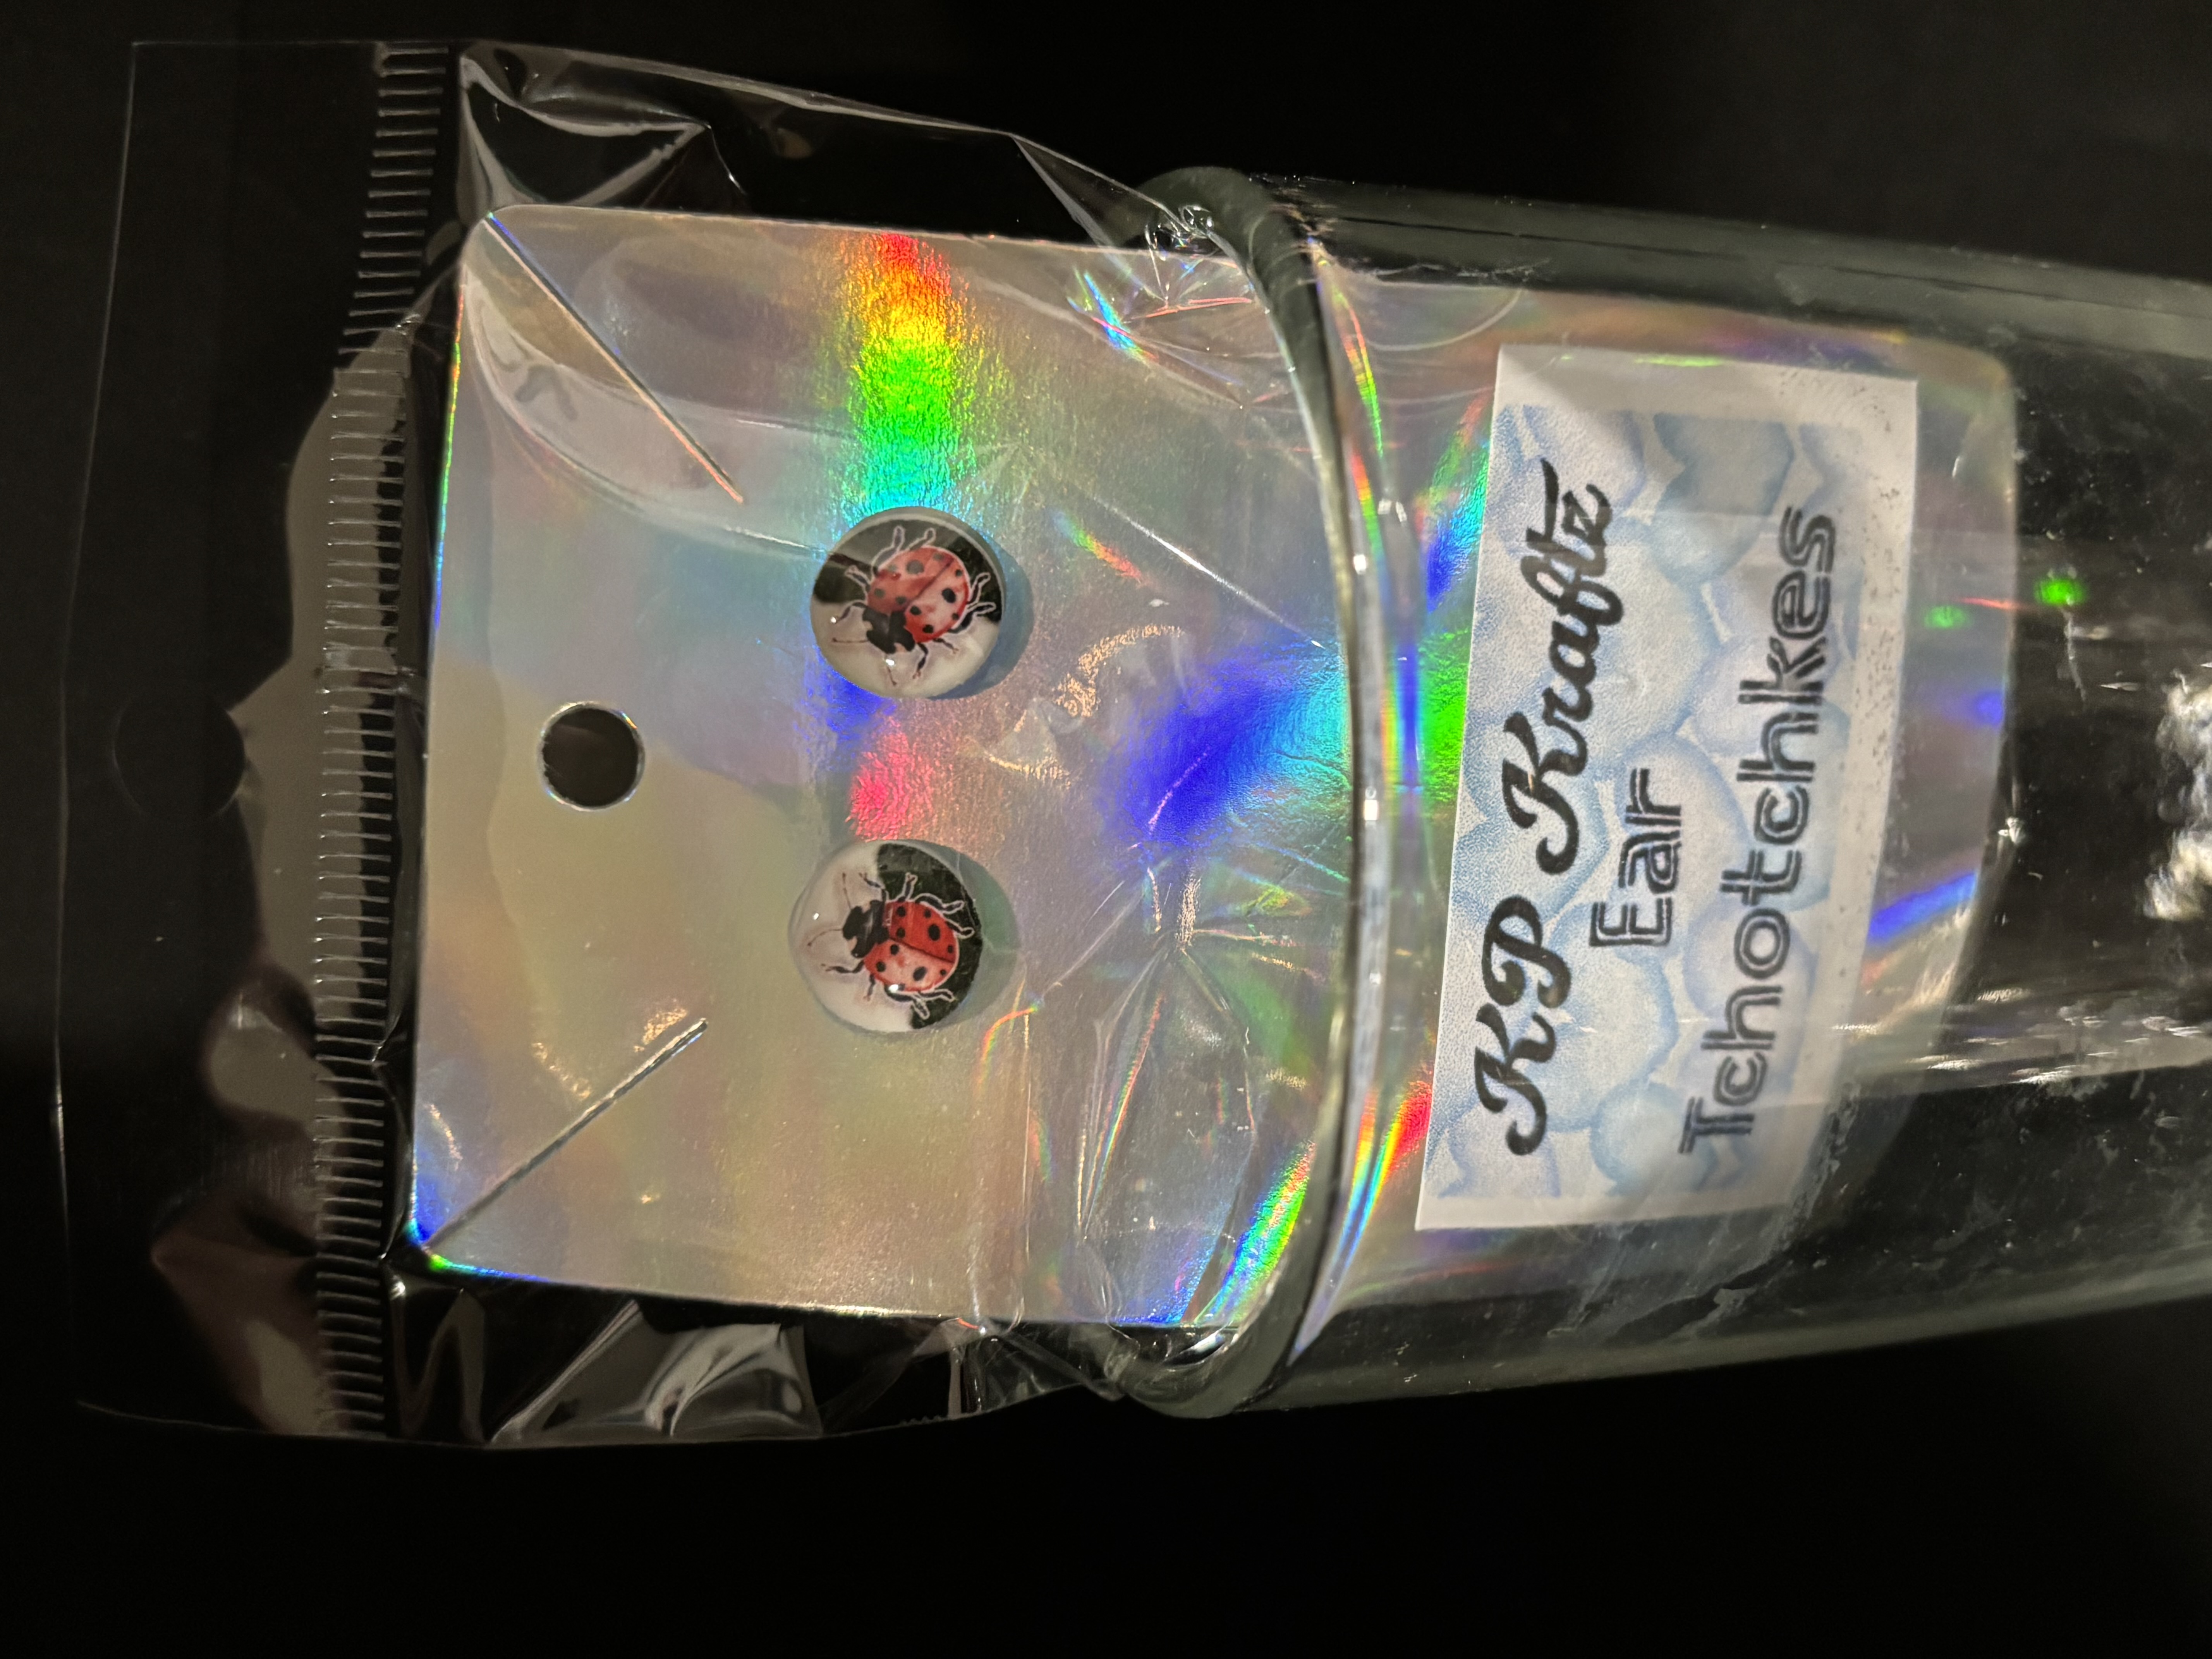 KP Kraftz
Ear
Tchotchkes